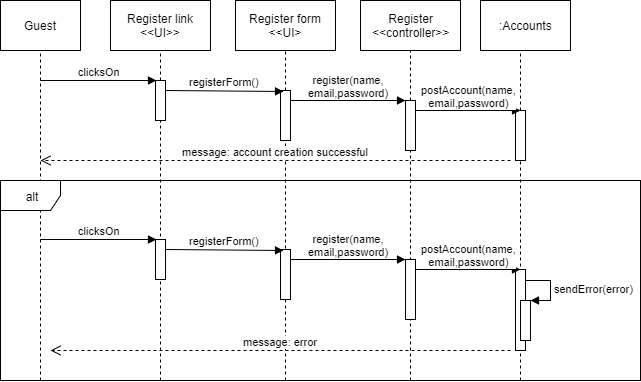 Guest
Register link
<<UI>>
Register form
<<UI>
Register
<<controller>>
:Accounts
clicksOn
registerForm()
register(name,
email,password)
postAccount(name,
email,password)
message: account creation successful
alt
clicksOn
registerForm()
register(name,
email,password)
postAccount(name,
email,password)
sendError(error)
message: error